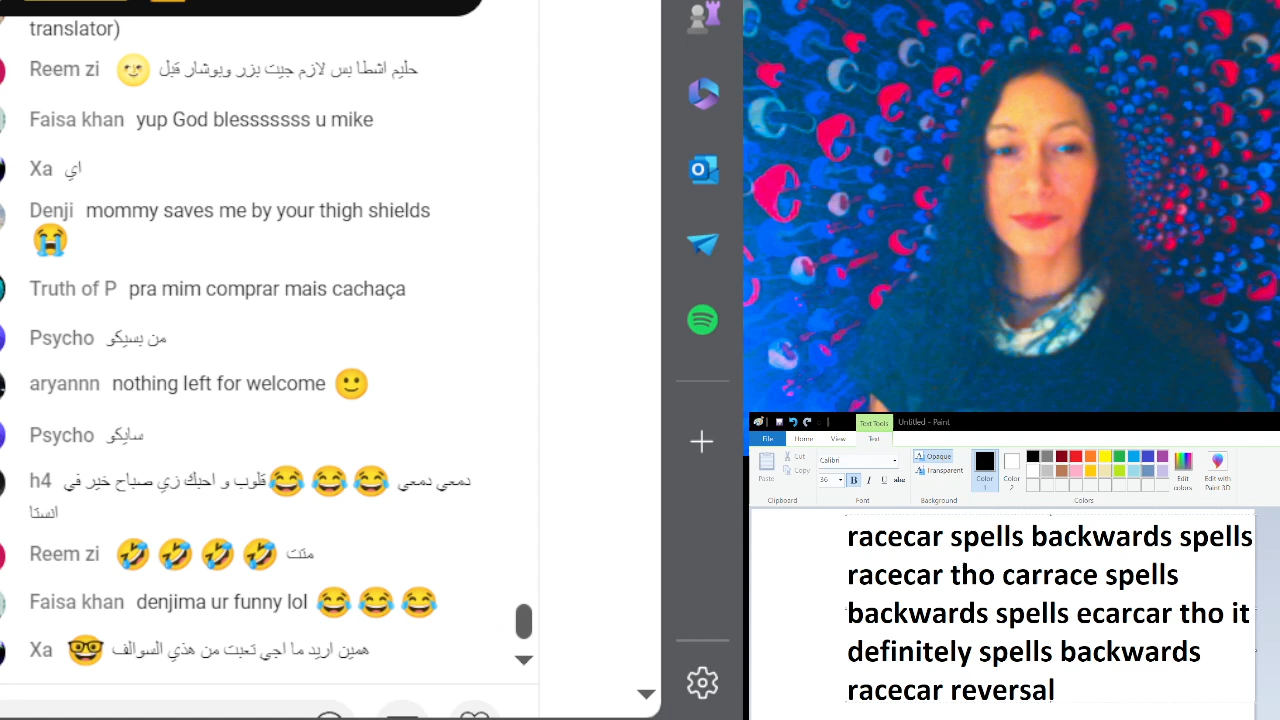 translator)
Reem zi حليم اشطا بس لازم جيت بزر وبوشار قبل
Faisa khan yup God blesssssss u mike
Xa اي
Denji mommy saves me by your thigh shields
😭
Truth of P pra mim comprar mais cachaça
Psycho من بسيكو
aryannn nothing left for welcome 🙂
Psycho سايكو
h4 دمعي دمعي 😂😂😂 قلوب و احبك زي صباح خير في
انستا
Reem zi 🤣🤣🤣🤣 متت
Faisa khan denjima ur funny lol 😂😂😂
Xa همين اريد ما اجي تعبت من هذي السوالف 🤓
Text Tools Untitled - Paint
File Home View Text
Paste Cut Copy Calibri 36 B I U abc Opaque Transparent Color 1 Color 2 Edit colors Edit with Paint 3D
Clipboard Font Background Colors
racecar spells backwards spells
racecar tho carrace spells
backwards spells ecarcar tho it
definitely spells backwards
racecar reversal